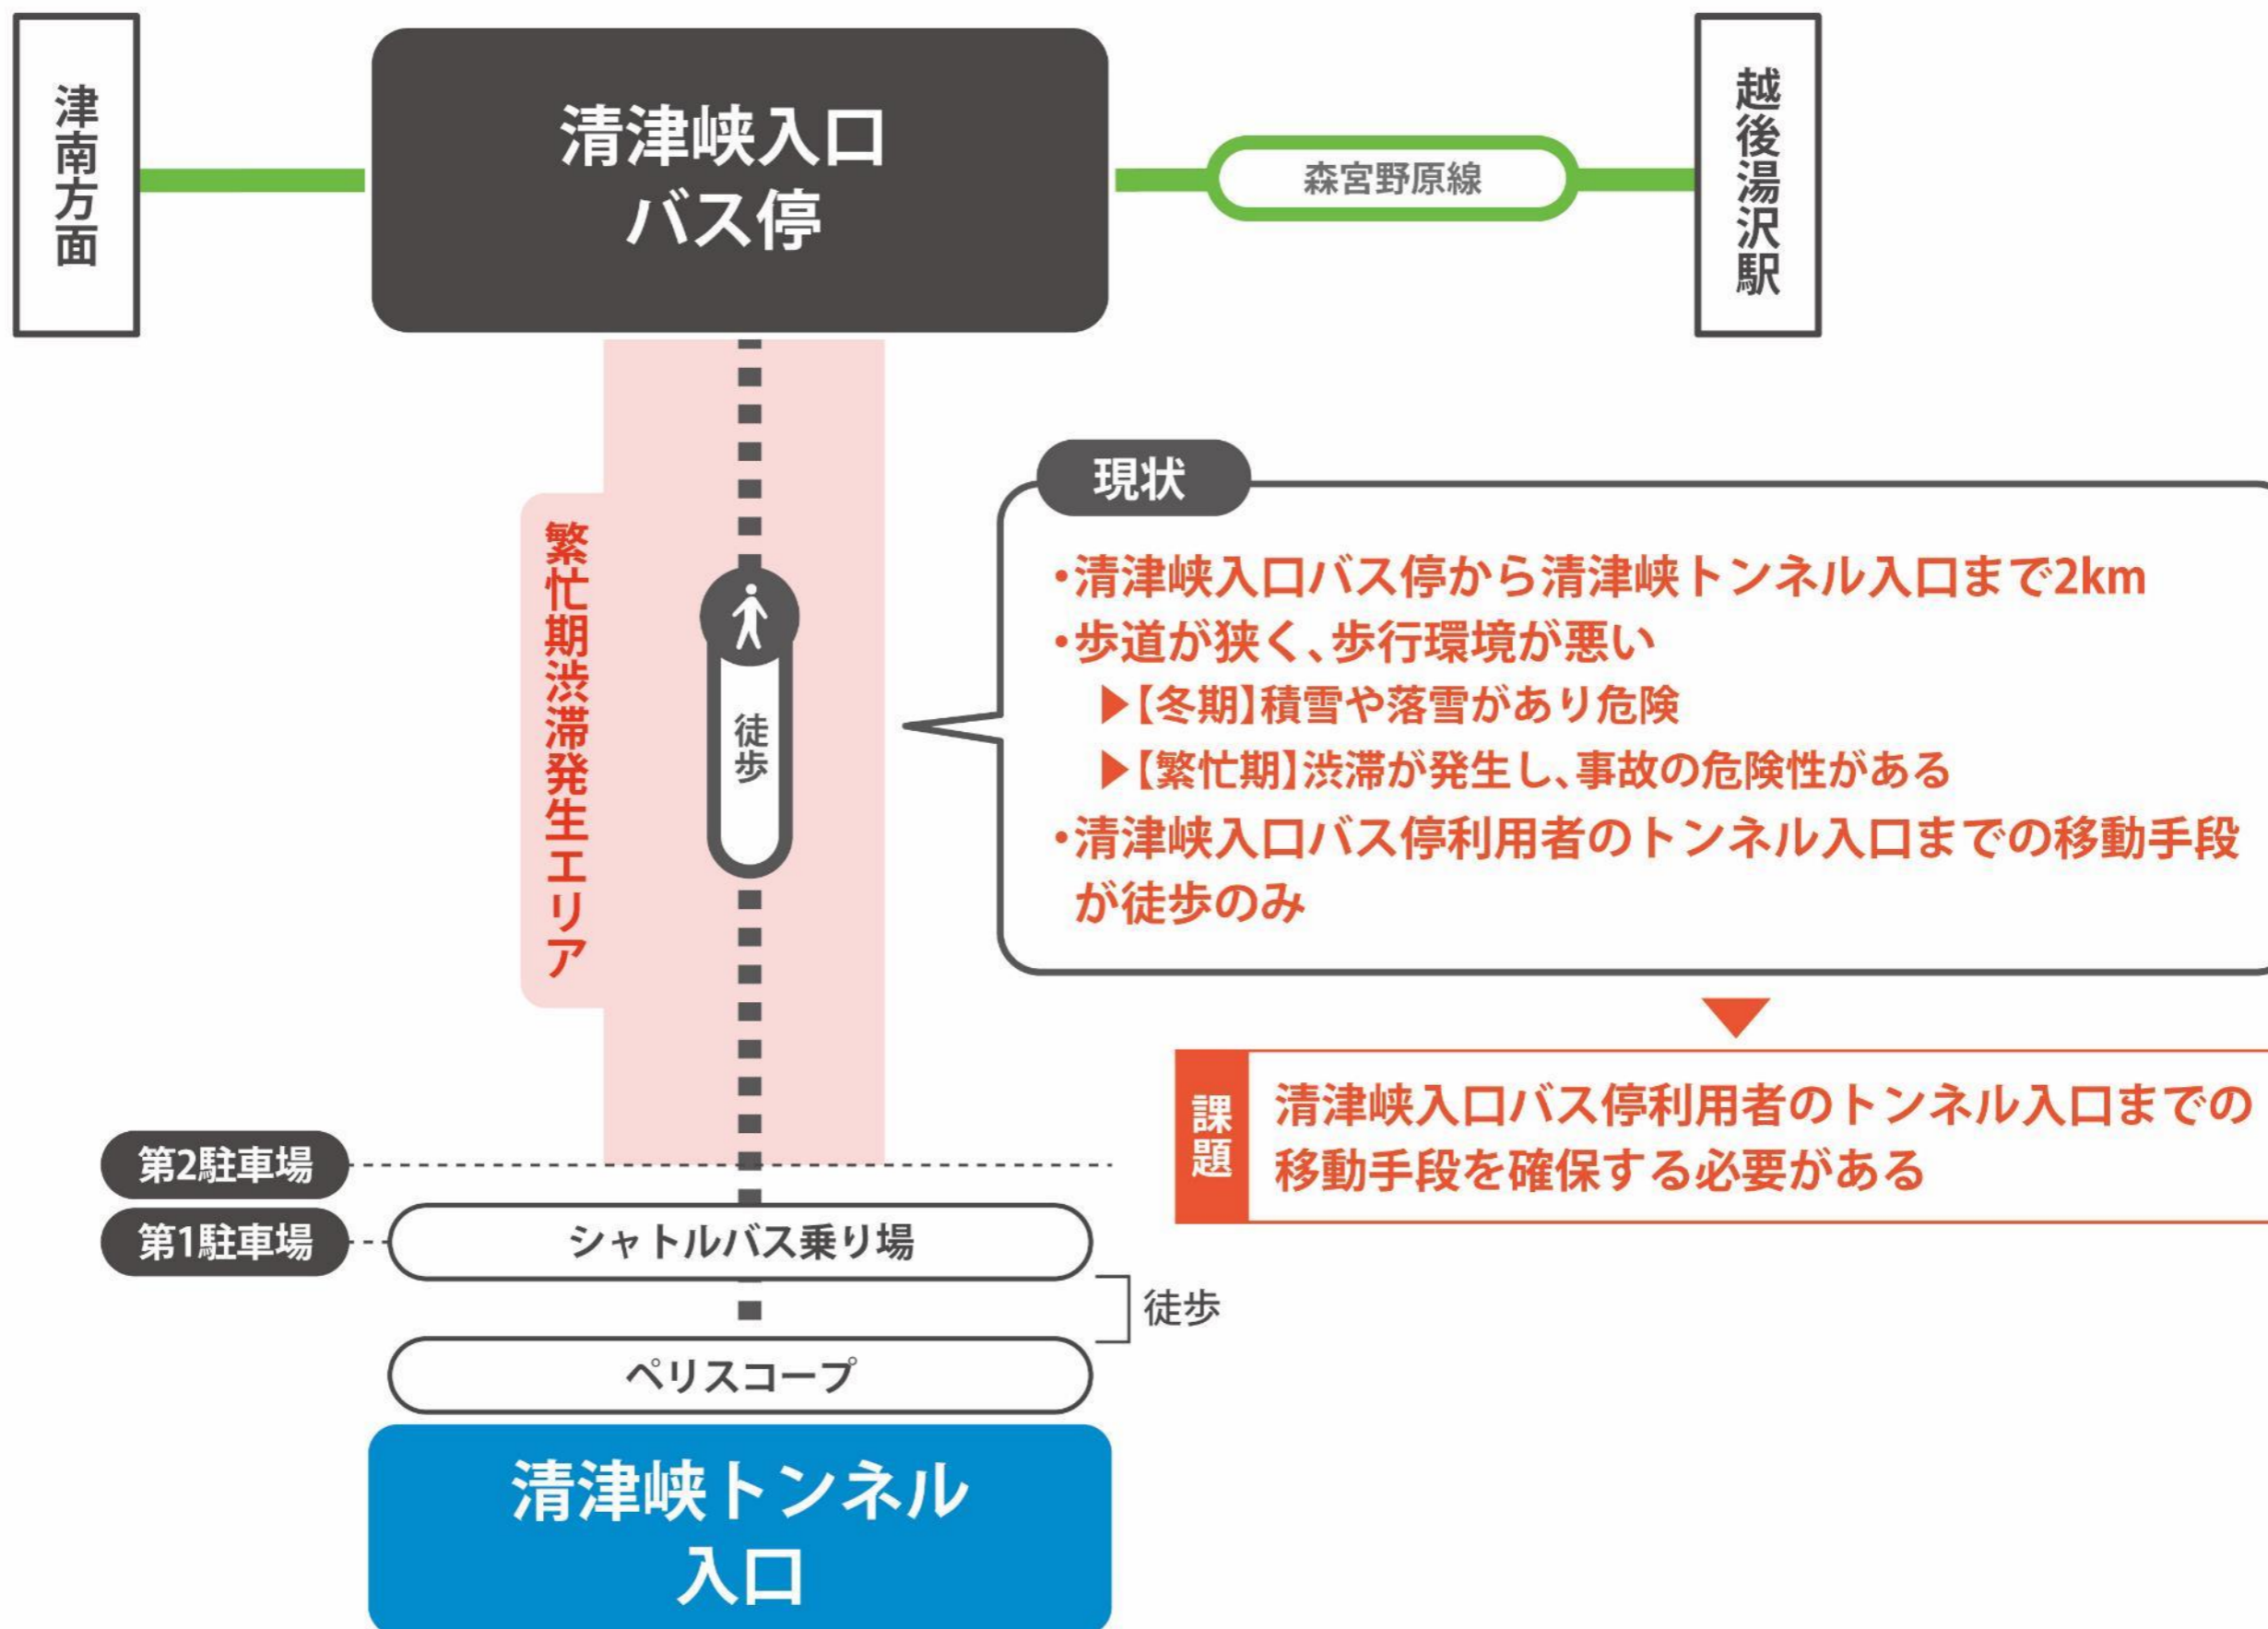 津南方面
清津峡入口
バス停
森宮野原線
越後湯沢駅
繁忙期渋滞発生エリア
徒歩
現状
・清津峡入口バス停から清津峡トンネル入口まで2km
・歩道が狭く、歩行環境が悪い
▶【冬期】積雪や落雪があり危険
▶【繁忙期】渋滞が発生し、事故の危険性がある
・清津峡入口バス停利用者のトンネル入口までの移動手段
が徒歩のみ
課題
清津峡入口バス停利用者のトンネル入口までの
移動手段を確保する必要がある
第2駐車場
第1駐車場
シャトルバス乗り場
徒歩
ペリスコープ
清津峡トンネル
入口